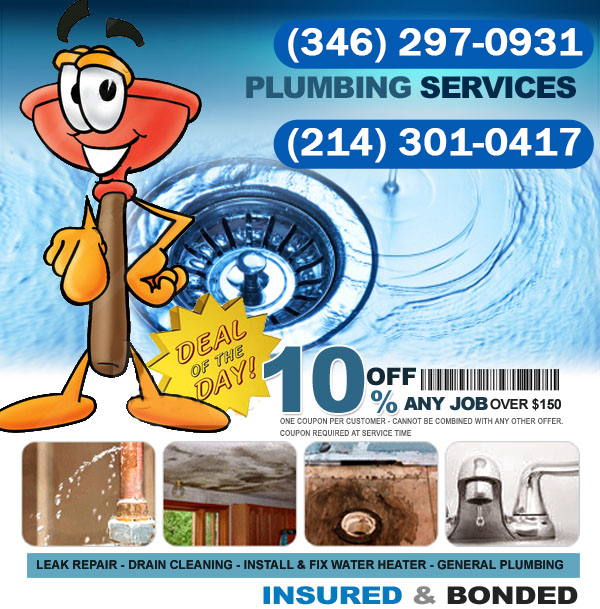 (346) 297-0931
PLUMBING SERVICES
(214) 301-0417
DEAL
OF THE
DAY!
10% OFF
ANY JOB OVER $150
ONE COUPON PER CUSTOMER - CANNOT BE COMBINED WITH ANY OTHER OFFER.
COUPON REQUIRED AT SERVICE TIME
LEAK REPAIR - DRAIN CLEANING - INSTALL & FIX WATER HEATER - GENERAL PLUMBING
INSURED & BONDED